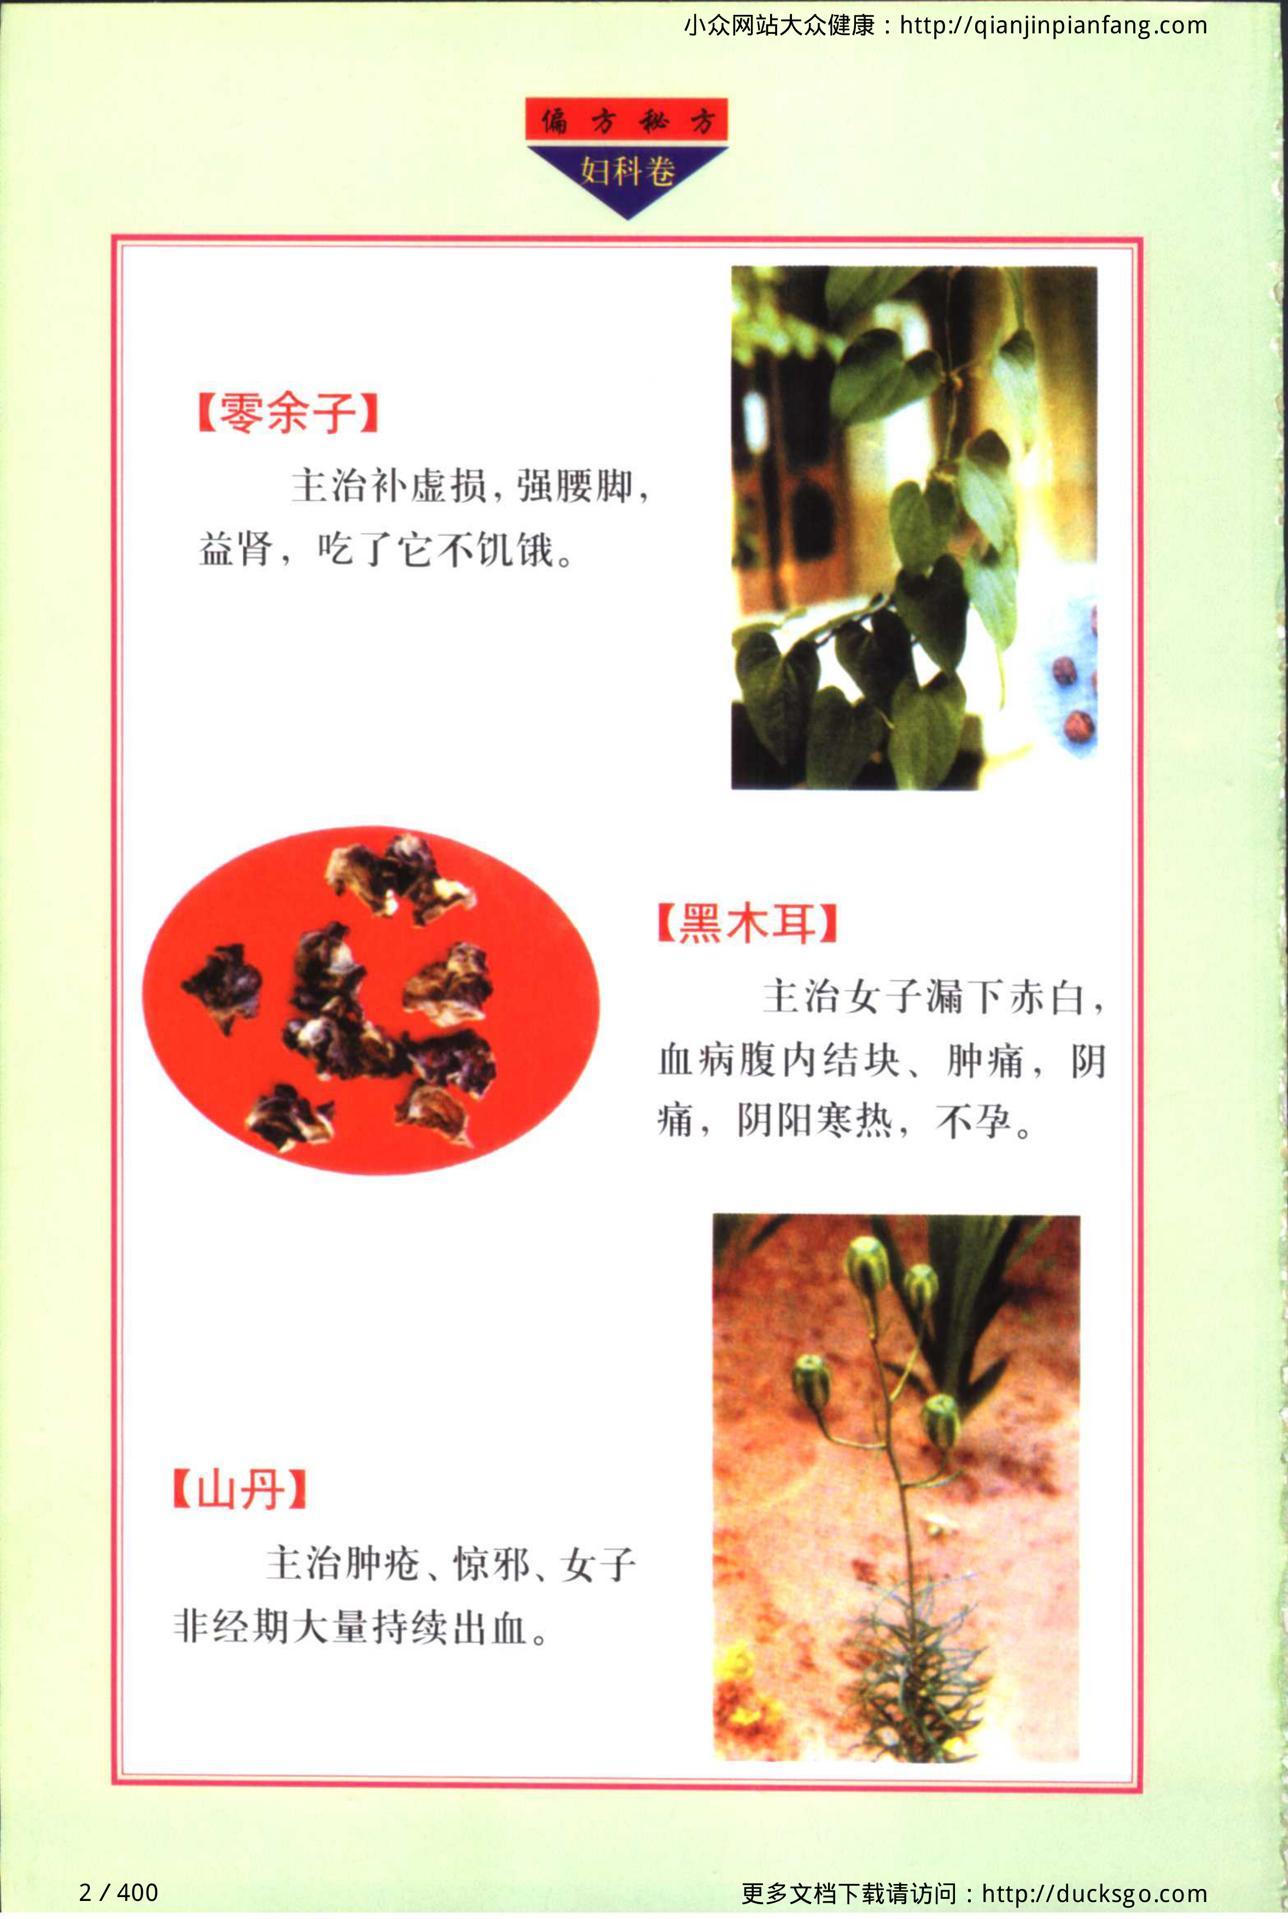 小众网站大众健康：http://qianjinpianfang.com
偏方秘方
妇科卷
【零余子】
主治补虚损，强腰脚，
益肾，吃了它不饥饿。
【黑木耳】
主治女子漏下赤白，
血病腹内结块、肿痛，阴
痛，阴阳寒热，不孕。
【山丹】
主治肿疮、惊邪、女子
非经期大量持续出血。
2 / 400
更多文档下载请访问：http://ducksgo.com